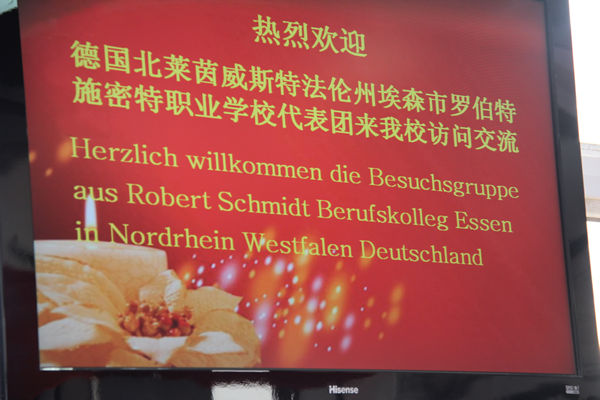 热烈欢迎
德国北莱茵威斯特法伦州埃森市罗伯特
施密特职业学校代表团来我校访问交流
Herzlich willkommen die Besuchsgruppe
aus Robert Schmidt Berufskolleg Essen
in Nordrhein Westfalen Deutschland
Hisense